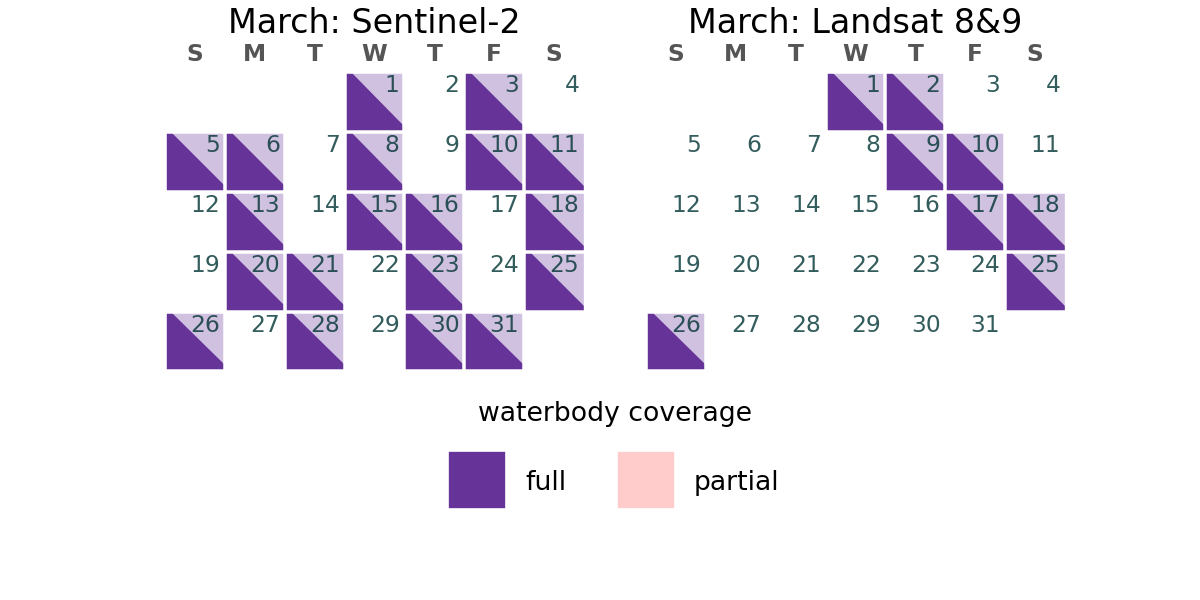 March: Sentinel-2
S M T W T F S
1 2 3 4
5 6 7 8 9 10 11
12 13 14 15 16 17 18
19 20 21 22 23 24 25
26 27 28 29 30 31
March: Landsat 8&9
S M T W T F S
1 2 3 4
5 6 7 8 9 10 11
12 13 14 15 16 17 18
19 20 21 22 23 24 25
26 27 28 29 30 31
waterbody coverage
full partial